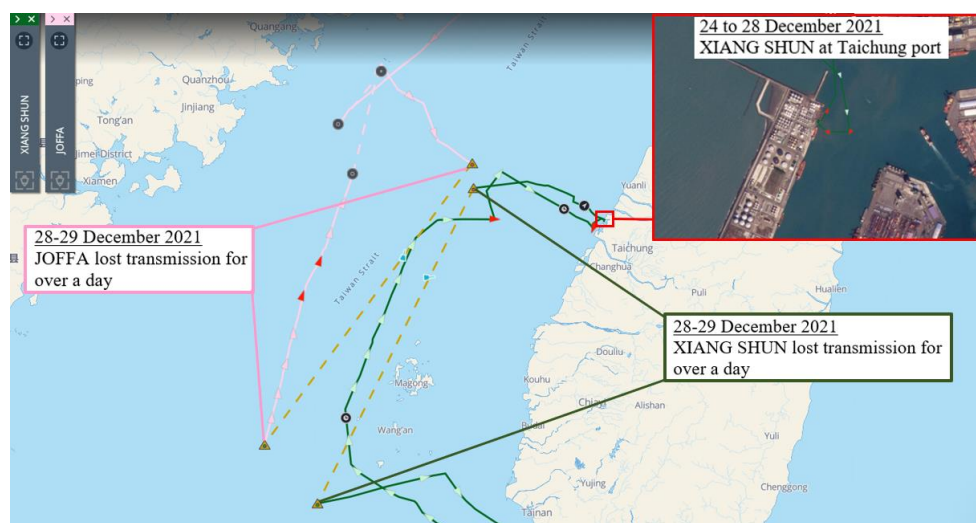 > ×
> ×
XIANG SHUN
JOFFA
24 to 28 December 2021
XIANG SHUN at Taichung port
Taiwan Strait
Quanzhou
Jinjiang
Tong'an
Jimei District
Xiamen
Yuanli
28-29 December 2021
JOFFA lost transmission for
over a day
Taiwan Strait
Taichung
Changhua
Puli
Hualien
28-29 December 2021
XIANG SHUN lost transmission for
over a day
Douliu
Kouhu
Magong
Chiayi
Alishan
Wang'an
Budai
Yuli
Yujing
Chenggong
Tainan